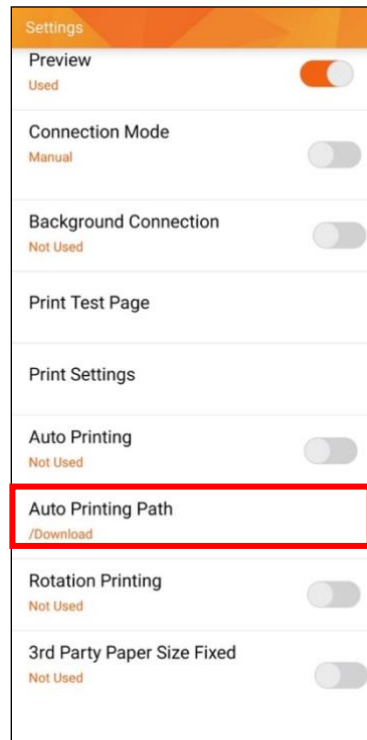 Settings
Preview
Used
Connection Mode
Manual
Background Connection
Not Used
Print Test Page
Print Settings
Auto Printing
Not Used
Auto Printing Path
/Download
Rotation Printing
Not Used
3rd Party Paper Size Fixed
Not Used